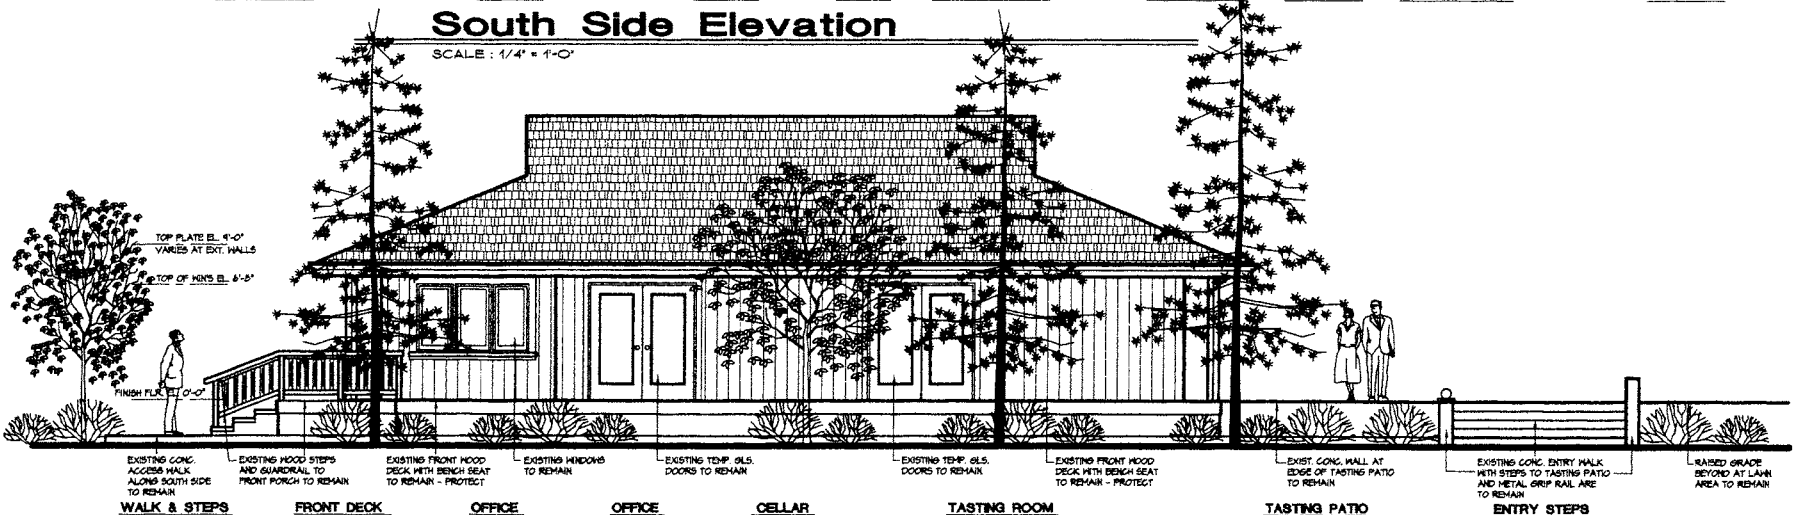 South Side Elevation
SCALE : 1/4" = 1'-0"
TOP PLATE EL. 9'-0"
VARIES AT EXT. WALLS
TOP OF WIN'S EL. 6'-8"
FINISH FLR. EL. 0'-0"
EXISTING CONC.
ACCESS WALK
ALONG SOUTH SIDE
TO REMAIN
EXISTING WOOD STEPS
AND GUARDRAIL TO
FRONT PORCH TO REMAIN
EXISTING FRONT WOOD
DECK WITH BENCH SEAT
TO REMAIN - PROTECT
EXISTING WINDOWS
TO REMAIN
EXISTING TEMP. GLS.
DOORS TO REMAIN
EXISTING TEMP. GLS.
DOORS TO REMAIN
EXISTING FRONT WOOD
DECK WITH BENCH SEAT
TO REMAIN - PROTECT
EXIST. CONC. WALL AT
EDGE OF TASTING PATIO
TO REMAIN
EXISTING CONC. ENTRY WALK
WITH STEPS TO TASTING PATIO
AND METAL GRIP RAIL ARE
TO REMAIN
RAISED GRADE
BEYOND AT LAWN
AREA TO REMAIN
WALK & STEPS
FRONT DECK
OFFICE
OFFICE
CELLAR
TASTING ROOM
TASTING PATIO
ENTRY STEPS